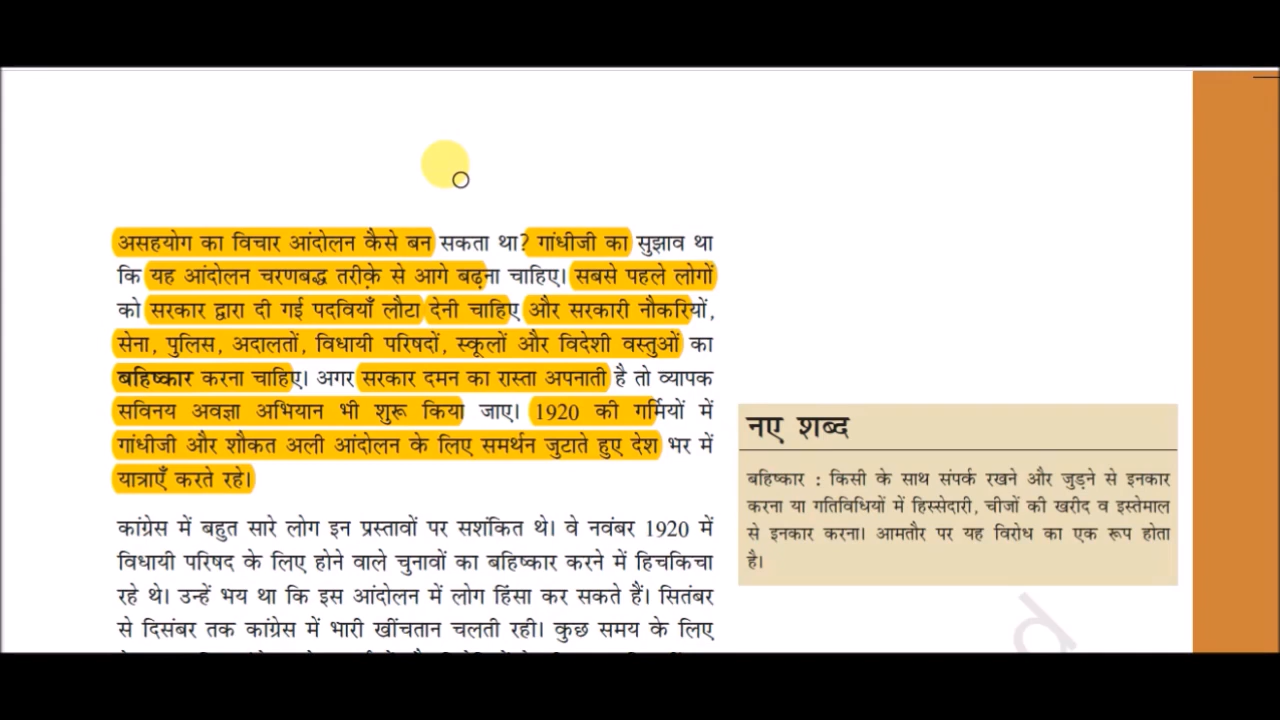 असहयोग का विचार आंदोलन कैसे बन सकता था? गांधीजी का सुझाव था
कि यह आंदोलन चरणबद्ध तरीक़े से आगे बढ़ना चाहिए। सबसे पहले लोगों
को सरकार द्वारा दी गई पदवियाँ लौटा देनी चाहिए और सरकारी नौकरियों,
सेना, पुलिस, अदालतों, विधायी परिषदों, स्कूलों और विदेशी वस्तुओं का
बहिष्कार करना चाहिए। अगर सरकार दमन का रास्ता अपनाती है तो व्यापक
सविनय अवज्ञा अभियान भी शुरू किया जाए। 1920 की गर्मियों में
गांधीजी और शौकत अली आंदोलन के लिए समर्थन जुटाते हुए देश भर में
यात्राएँ करते रहे।
कांग्रेस में बहुत सारे लोग इन प्रस्तावों पर सशंकित थे। वे नवंबर 1920 में
विधायी परिषद के लिए होने वाले चुनावों का बहिष्कार करने में हिचकिचा
रहे थे। उन्हें भय था कि इस आंदोलन में लोग हिंसा कर सकते हैं। सितंबर
से दिसंबर तक कांग्रेस में भारी खींचतान चलती रही। कुछ समय के लिए
नए शब्द
बहिष्कार : किसी के साथ संपर्क रखने और जुड़ने से इनकार
करना या गतिविधियों में हिस्सेदारी, चीजों की खरीद व इस्तेमाल
से इनकार करना। आमतौर पर यह विरोध का एक रूप होता
है।
d